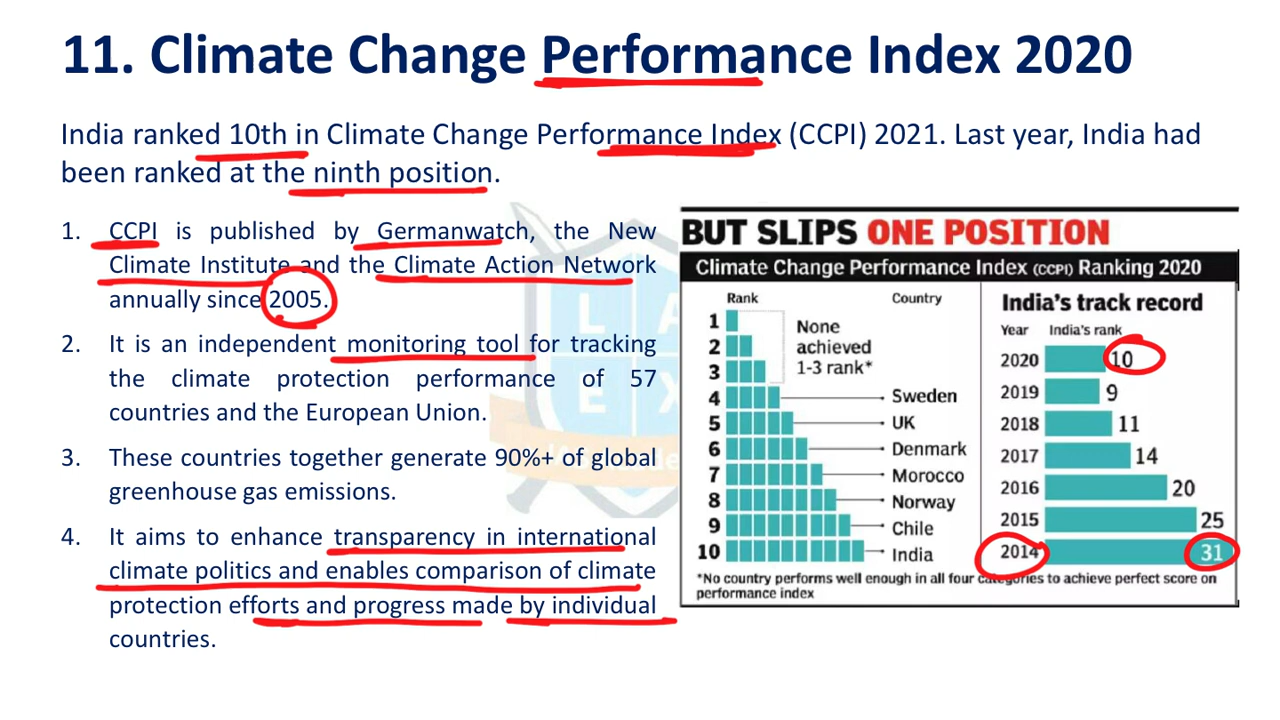 11. Climate Change Performance Index 2020
India ranked 10th in Climate Change Performance Index (CCPI) 2021. Last year, India had
been ranked at the ninth position.
1. CCPI is published by Germanwatch, the New
Climate Institute and the Climate Action Network
annually since 2005.
2. It is an independent monitoring tool for tracking
the climate protection performance of 57
countries and the European Union.
3. These countries together generate 90%+ of global
greenhouse gas emissions.
4. It aims to enhance transparency in international
climate politics and enables comparison of climate
protection efforts and progress made by individual
countries.
BUT SLIPS ONE POSITION
Climate Change Performance Index (CCPI) Ranking 2020
Rank Country
1
2
3
None
achieved
1-3 rank*
4 Sweden
5 UK
6 Denmark
7 Morocco
8 Norway
9 Chile
10 India
India's track record
Year India's rank
2020 10
2019 9
2018 11
2017 14
2016 20
2015 25
2014 31
*No country performs well enough in all four categories to achieve perfect score on
performance index
L A
E X